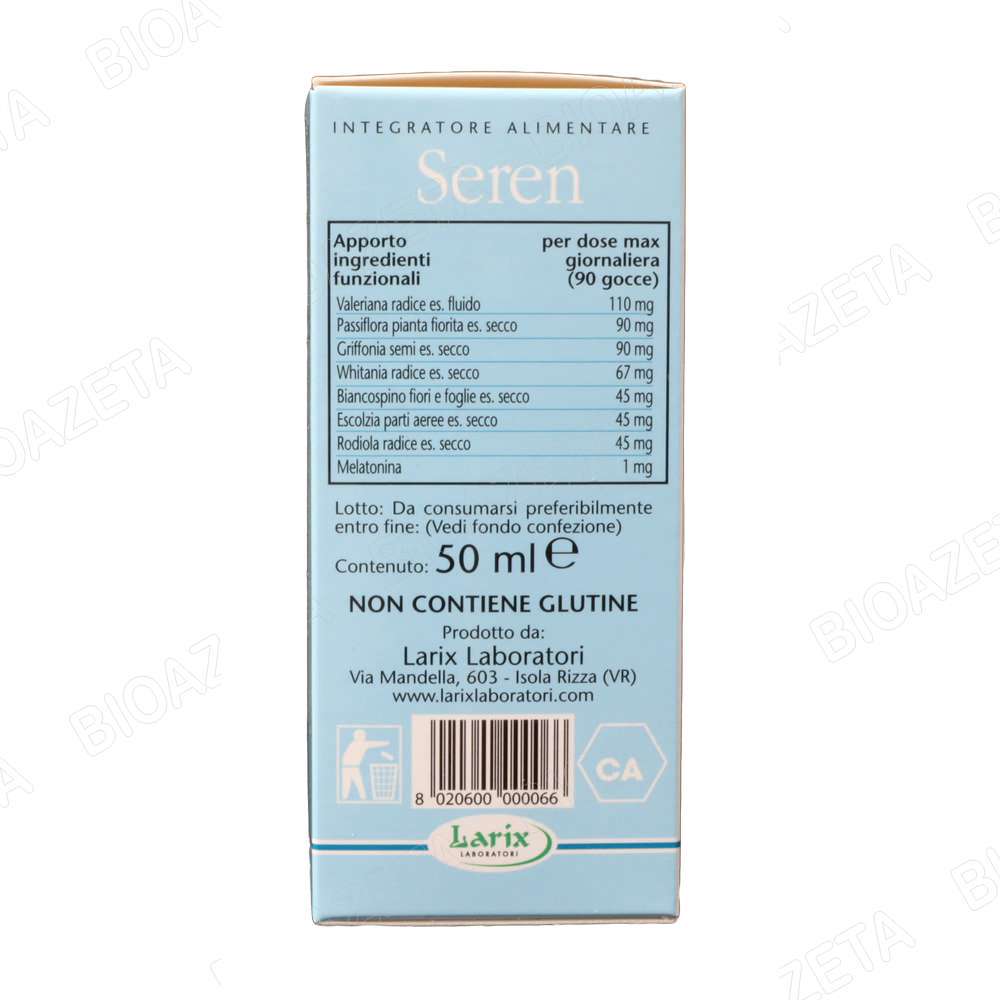 INTEGRATORE ALIMENTARE
Seren
Apporto ingredienti funzionali per dose max giornaliera (90 gocce)
Valeriana radice es. fluido 110 mg
Passiflora pianta fiorita es. secco 90 mg
Griffonia semi es. secco 90 mg
Whitania radice es. secco 67 mg
Biancospino fiori e foglie es. secco 45 mg
Escolzia parti aeree es. secco 45 mg
Rodiola radice es. secco 45 mg
Melatonina 1 mg
Lotto: Da consumarsi preferibilmente
entro fine: (Vedi fondo confezione)
Contenuto: 50 ml e
NON CONTIENE GLUTINE
Prodotto da:
Larix Laboratori
Via Mandella, 603 - Isola Rizza (VR)
www.larixlaboratori.com
CA
8 020600 000066
Larix
LABORATORI
BIOAZETA